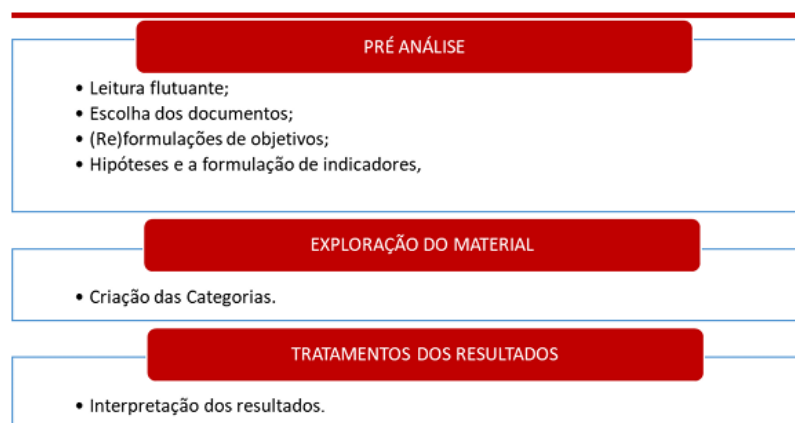 PRÉ ANÁLISE
• Leitura flutuante;
• Escolha dos documentos;
• (Re)formulações de objetivos;
• Hipóteses e a formulação de indicadores,
EXPLORAÇÃO DO MATERIAL
• Criação das Categorias.
TRATAMENTOS DOS RESULTADOS
• Interpretação dos resultados.